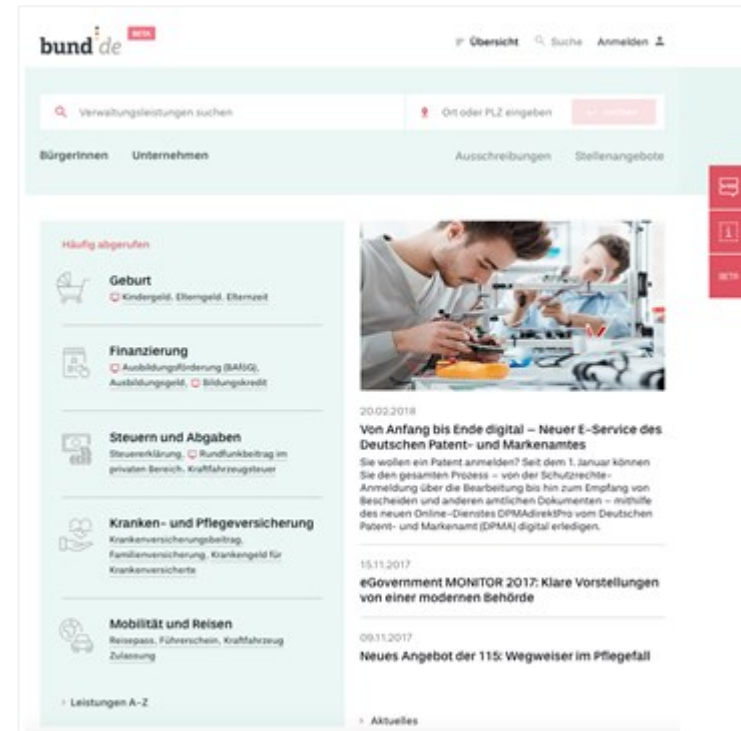 bund.de BETA
Übersicht Suche Anmelden
Verwaltungsleistungen suchen Ort oder PLZ eingeben
BürgerInnen Unternehmen Ausschreibungen Stellenangebote
Häufig abgerufen
Geburt
Kindergeld, Elterngeld, Elternzeit
Finanzierung
Ausbildungsförderung (BAföG),
Ausbildungsgeld, Bildungskredit
Steuern und Abgaben
Steuererklärung, Rundfunkbeitrag im
privaten Bereich, Kraftfahrzeugsteuer
Kranken- und Pflegeversicherung
Krankenversicherungsbeitrag,
Familienversicherung, Krankengeld für
Krankenversicherte
Mobilität und Reisen
Reisepass, Führerschein, Kraftfahrzeug
Zulassung
› Leistungen A-Z
20.02.2018
Von Anfang bis Ende digital – Neuer E-Service des
Deutschen Patent- und Markenamtes
Sie wollen ein Patent anmelden? Seit dem 1. Januar können
Sie den gesamten Prozess – von der Schutzrechte-
Anmeldung über die Bearbeitung bis hin zum Empfang von
Bescheiden und anderen amtlichen Dokumenten – mithilfe
des neuen Online-Dienstes DPMAdirektPro vom Deutschen
Patent- und Markenamt (DPMA) digital erledigen.
15.11.2017
eGovernment MONITOR 2017: Klare Vorstellungen
von einer modernen Behörde
09.11.2017
Neues Angebot der 115: Wegweiser im Pflegefall
› Aktuelles
BETA